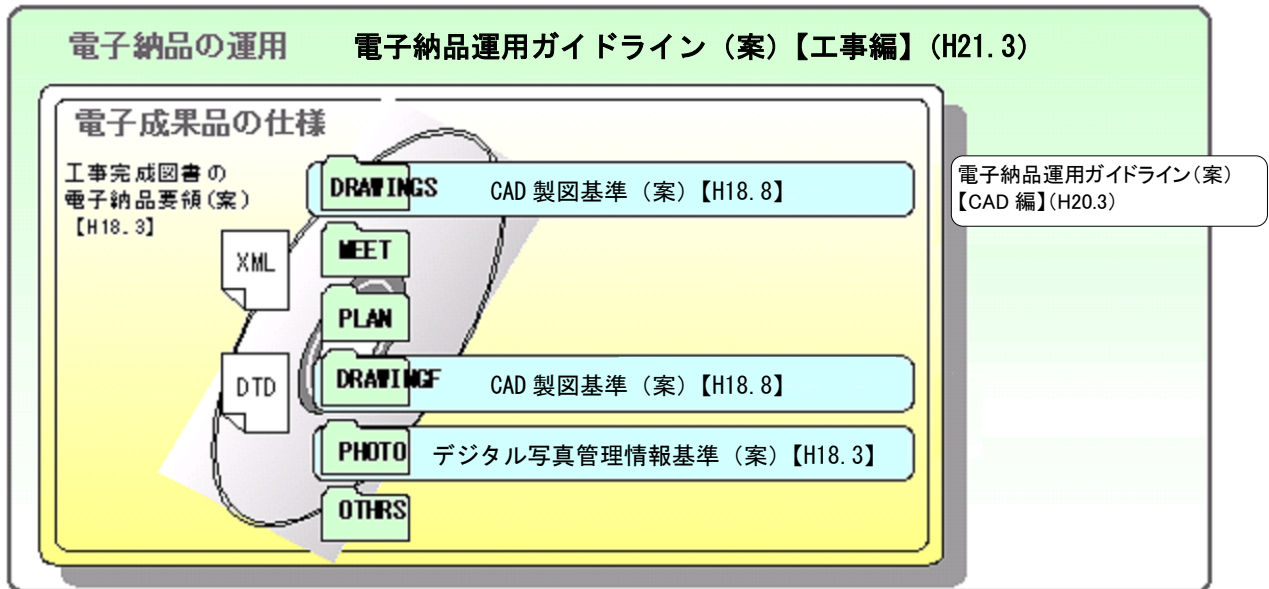 電子納品の運用 電子納品運用ガイドライン（案）【工事編】(H21.3)
電子成果品の仕様
工事完成図書の
電子納品要領(案)
【H18.3】
DRAWINGS CAD 製図基準（案）【H18.8】
電子納品運用ガイドライン(案)
【CAD 編】(H20.3)
XML
MEET
PLAN
DTD
DRAWINGF CAD 製図基準（案）【H18.8】
PHOTO デジタル写真管理情報基準（案）【H18.3】
OTHRS